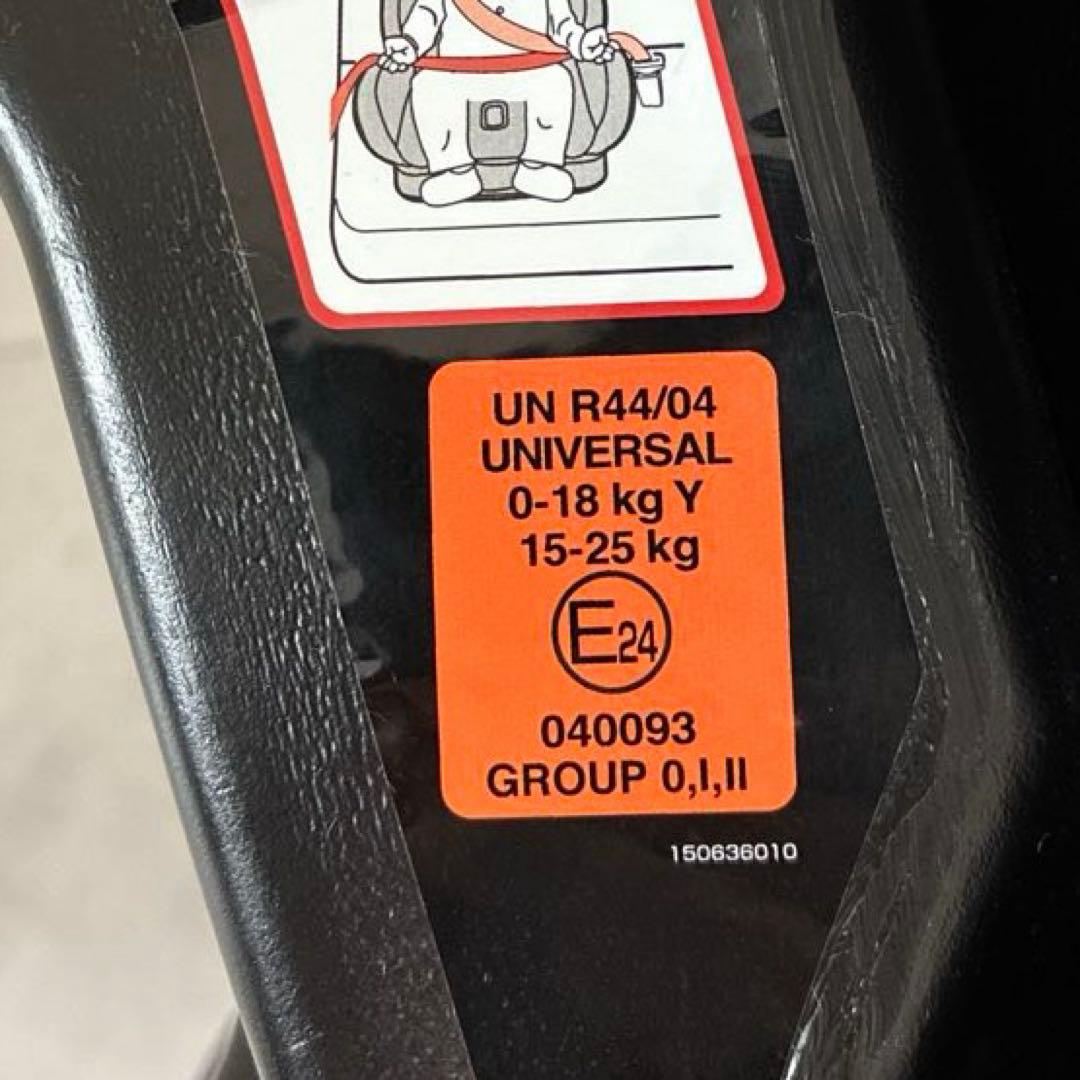 UN R44/04
UNIVERSAL
0-18 kg Y
15-25 kg
E24
040093
GROUP 0,I,II
150636010